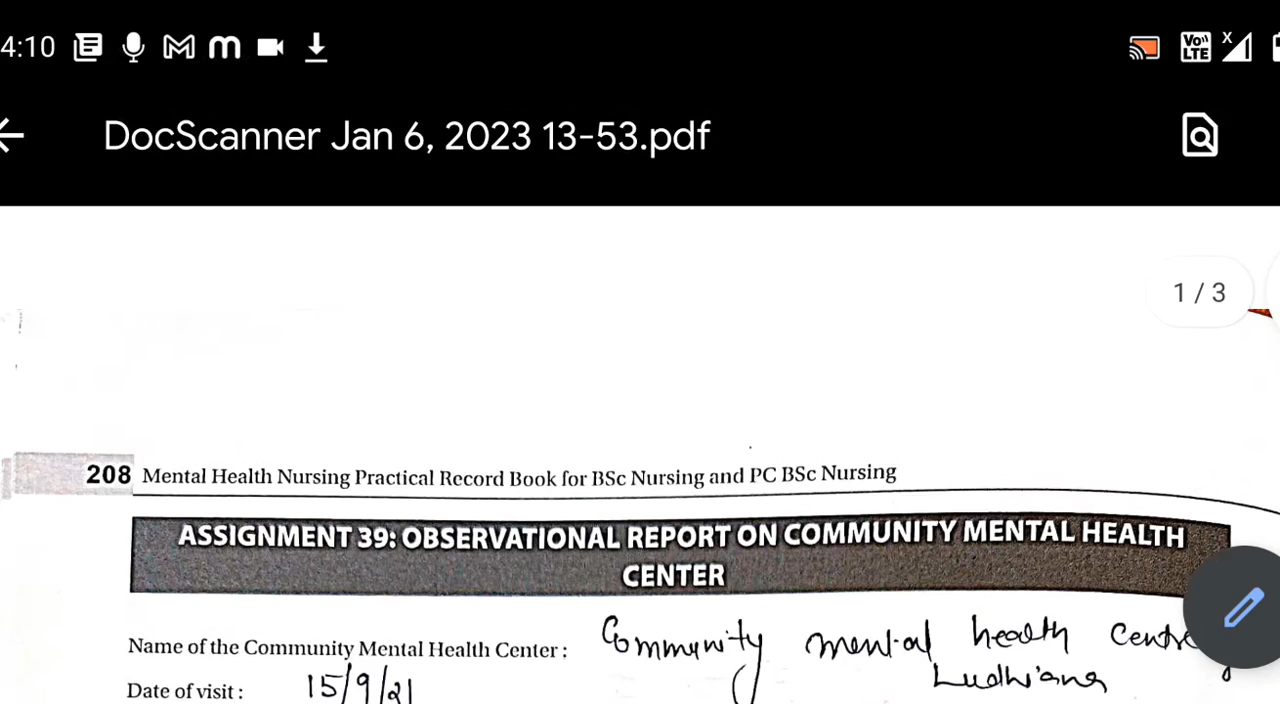 4:10
DocScanner Jan 6, 2023 13-53.pdf
1 / 3
208 Mental Health Nursing Practical Record Book for BSc Nursing and PC BSc Nursing
ASSIGNMENT 39: OBSERVATIONAL REPORT ON COMMUNITY MENTAL HEALTH
CENTER
Name of the Community Mental Health Center : Community mental health Centre,
Ludhiana
Date of visit : 15/9/21